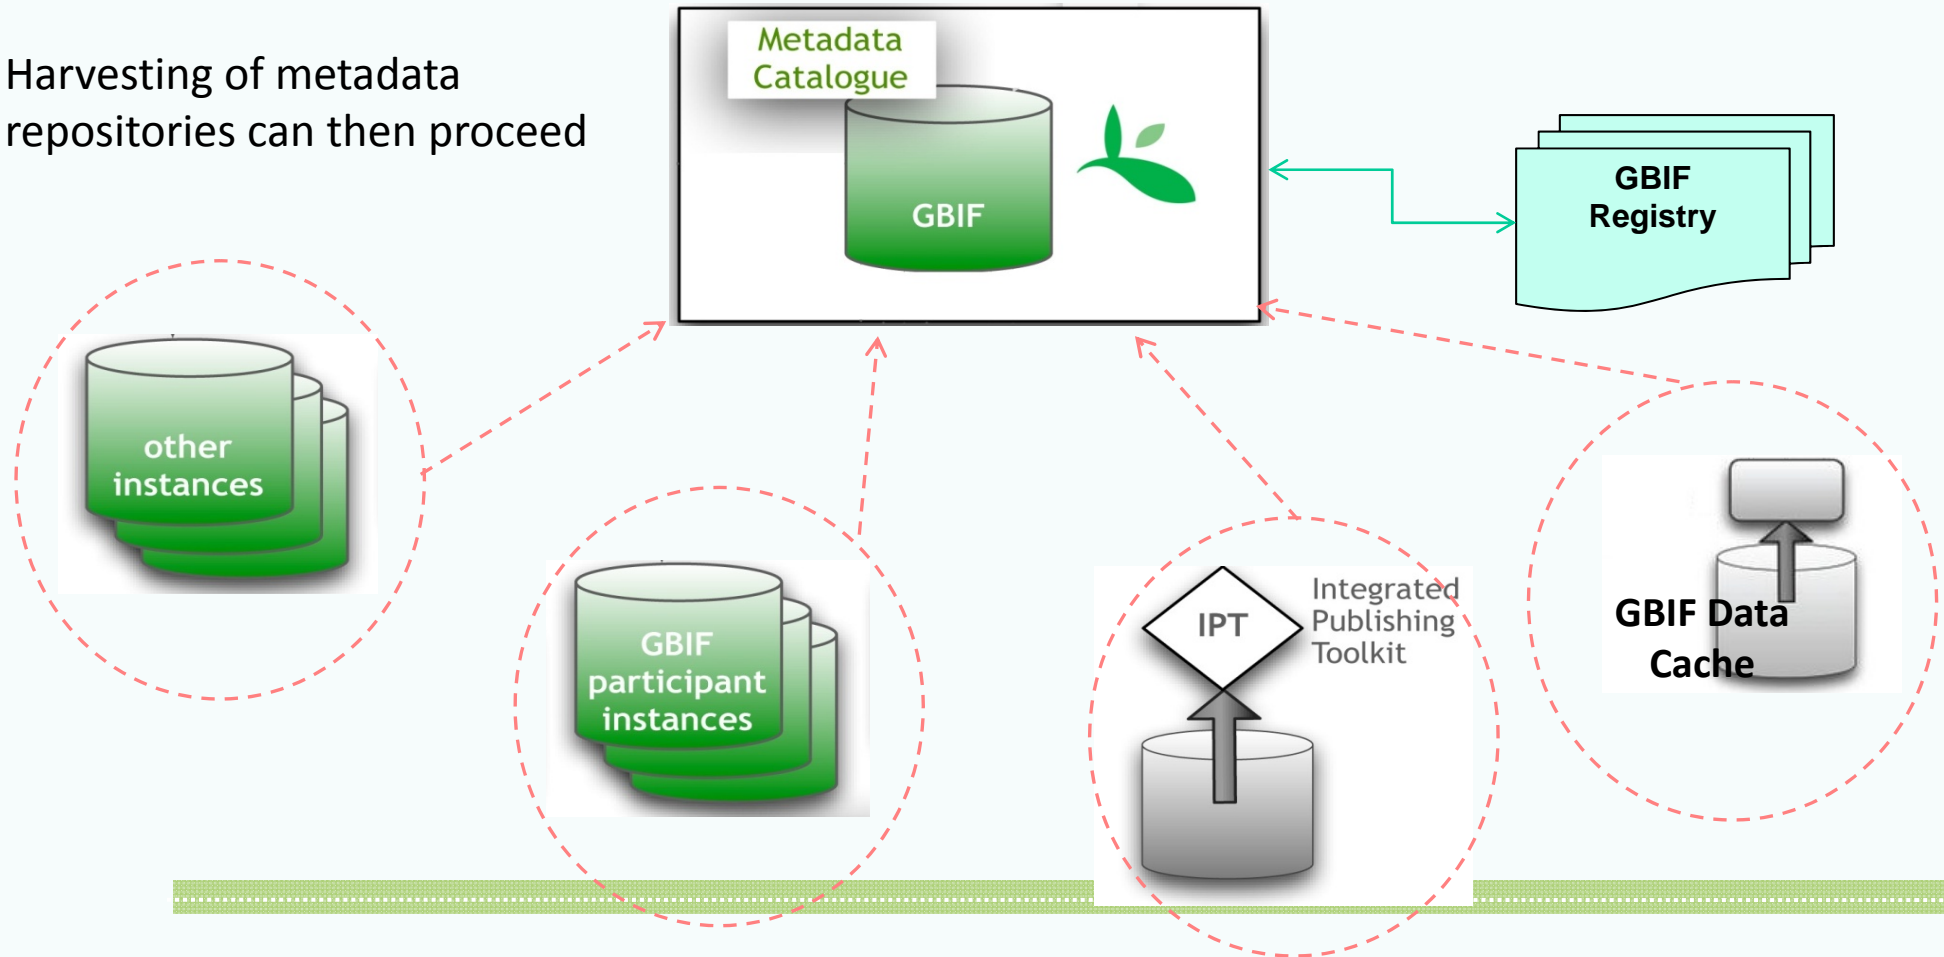 Harvesting of metadata
repositories can then proceed
Metadata
Catalogue
GBIF
GBIF
Registry
other
instances
GBIF
participant
instances
IPT
Integrated
Publishing
Toolkit
GBIF Data
Cache